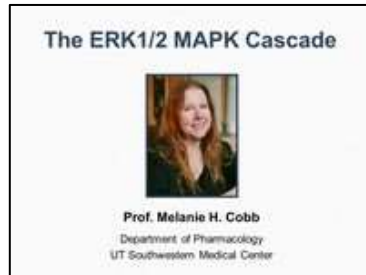 The ERK1/2 MAPK Cascade
Prof. Melanie H. Cobb
Department of Pharmacology
UT Southwestern Medical Center